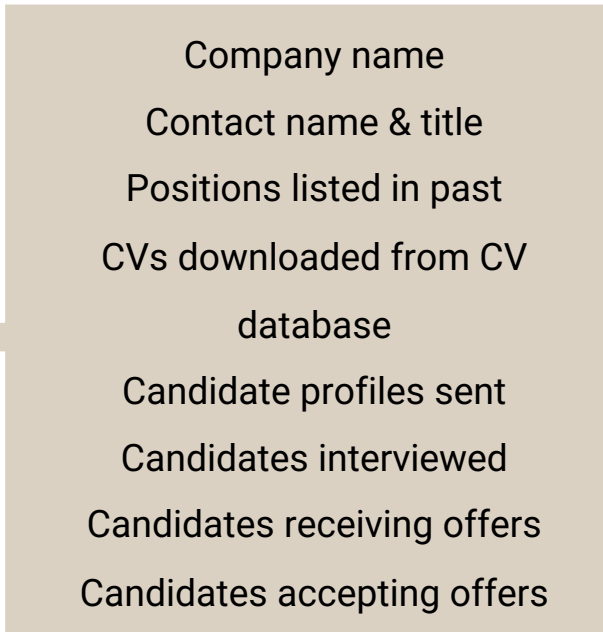 Company name
Contact name & title
Positions listed in past
CVs downloaded from CV
database
Candidate profiles sent
Candidates interviewed
Candidates receiving offers
Candidates accepting offers